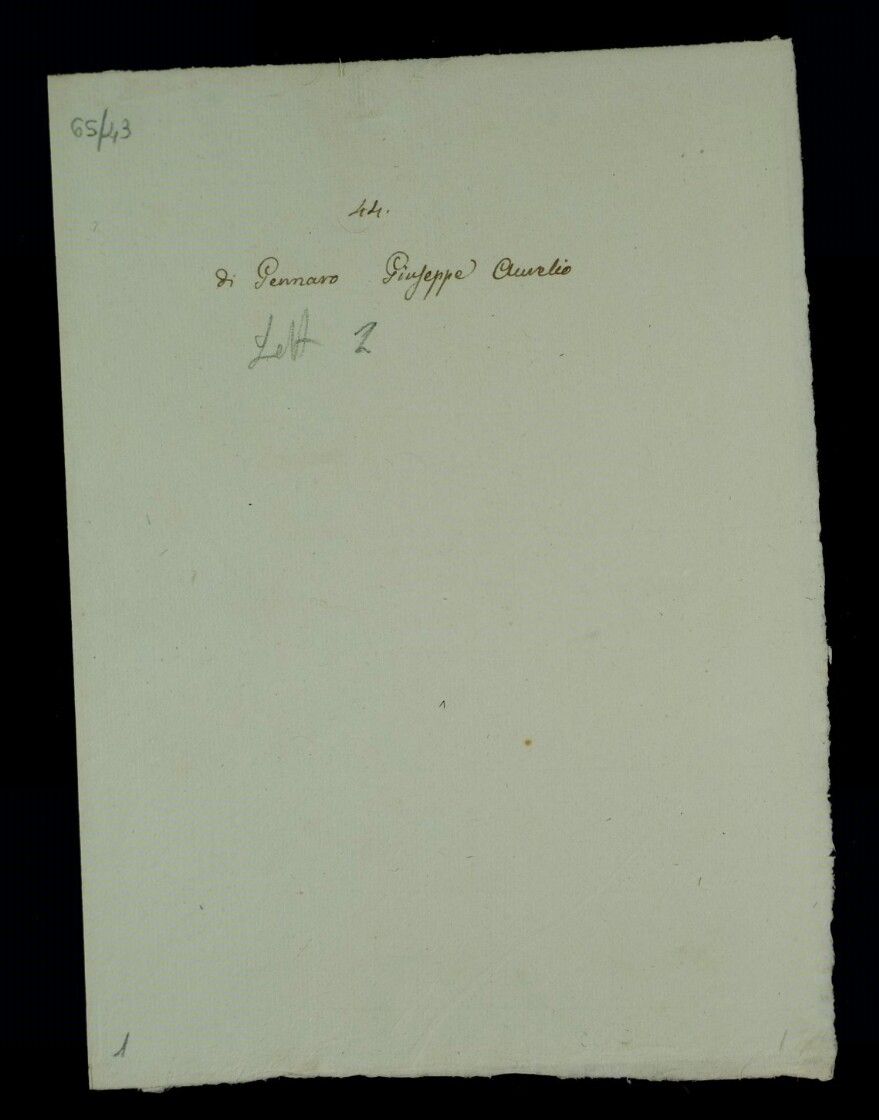 65/43
44.
di Gennaro Giuseppe Aurelio
Lett 2
1